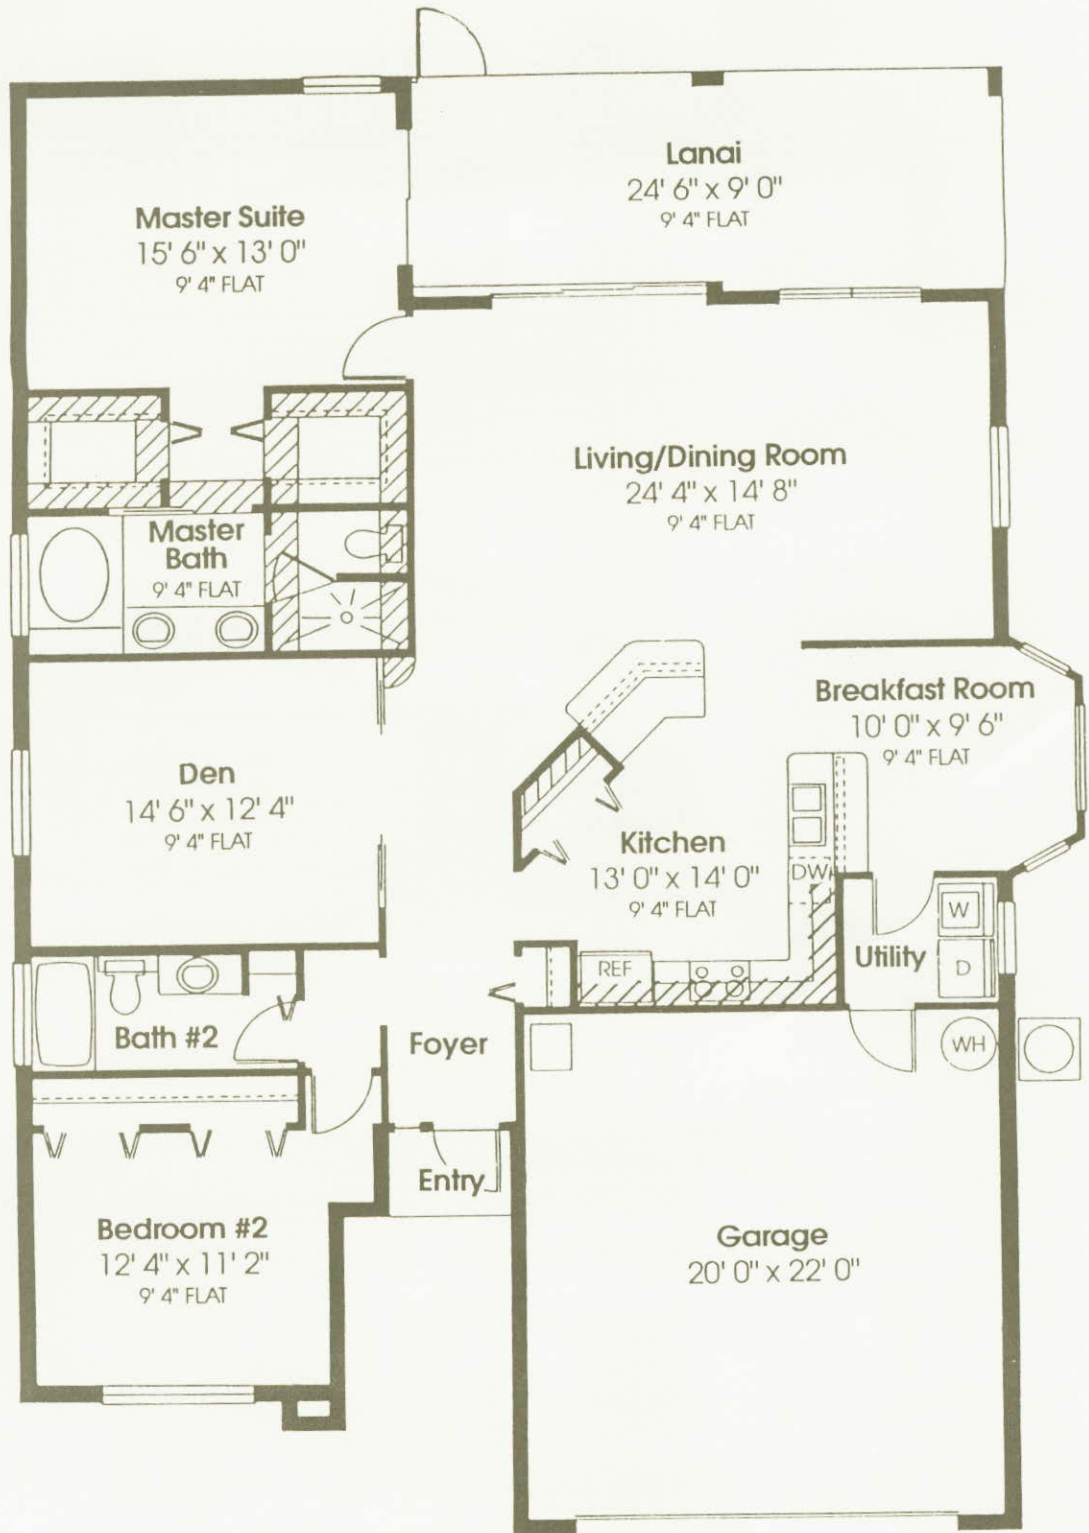 Lanai
24' 6" x 9' 0"
9' 4" FLAT
Master Suite
15' 6" x 13' 0"
9' 4" FLAT
Living/Dining Room
24' 4" x 14' 8"
9' 4" FLAT
Master
Bath
9' 4" FLAT
Breakfast Room
10' 0" x 9' 6"
9' 4" FLAT
Den
14' 6" x 12' 4"
9' 4" FLAT
Kitchen
13' 0" x 14' 0"
9' 4" FLAT
DW
W
Utility
D
REF
Bath #2
Foyer
WH
Entry
Bedroom #2
12' 4" x 11' 2"
9' 4" FLAT
Garage
20' 0" x 22' 0"